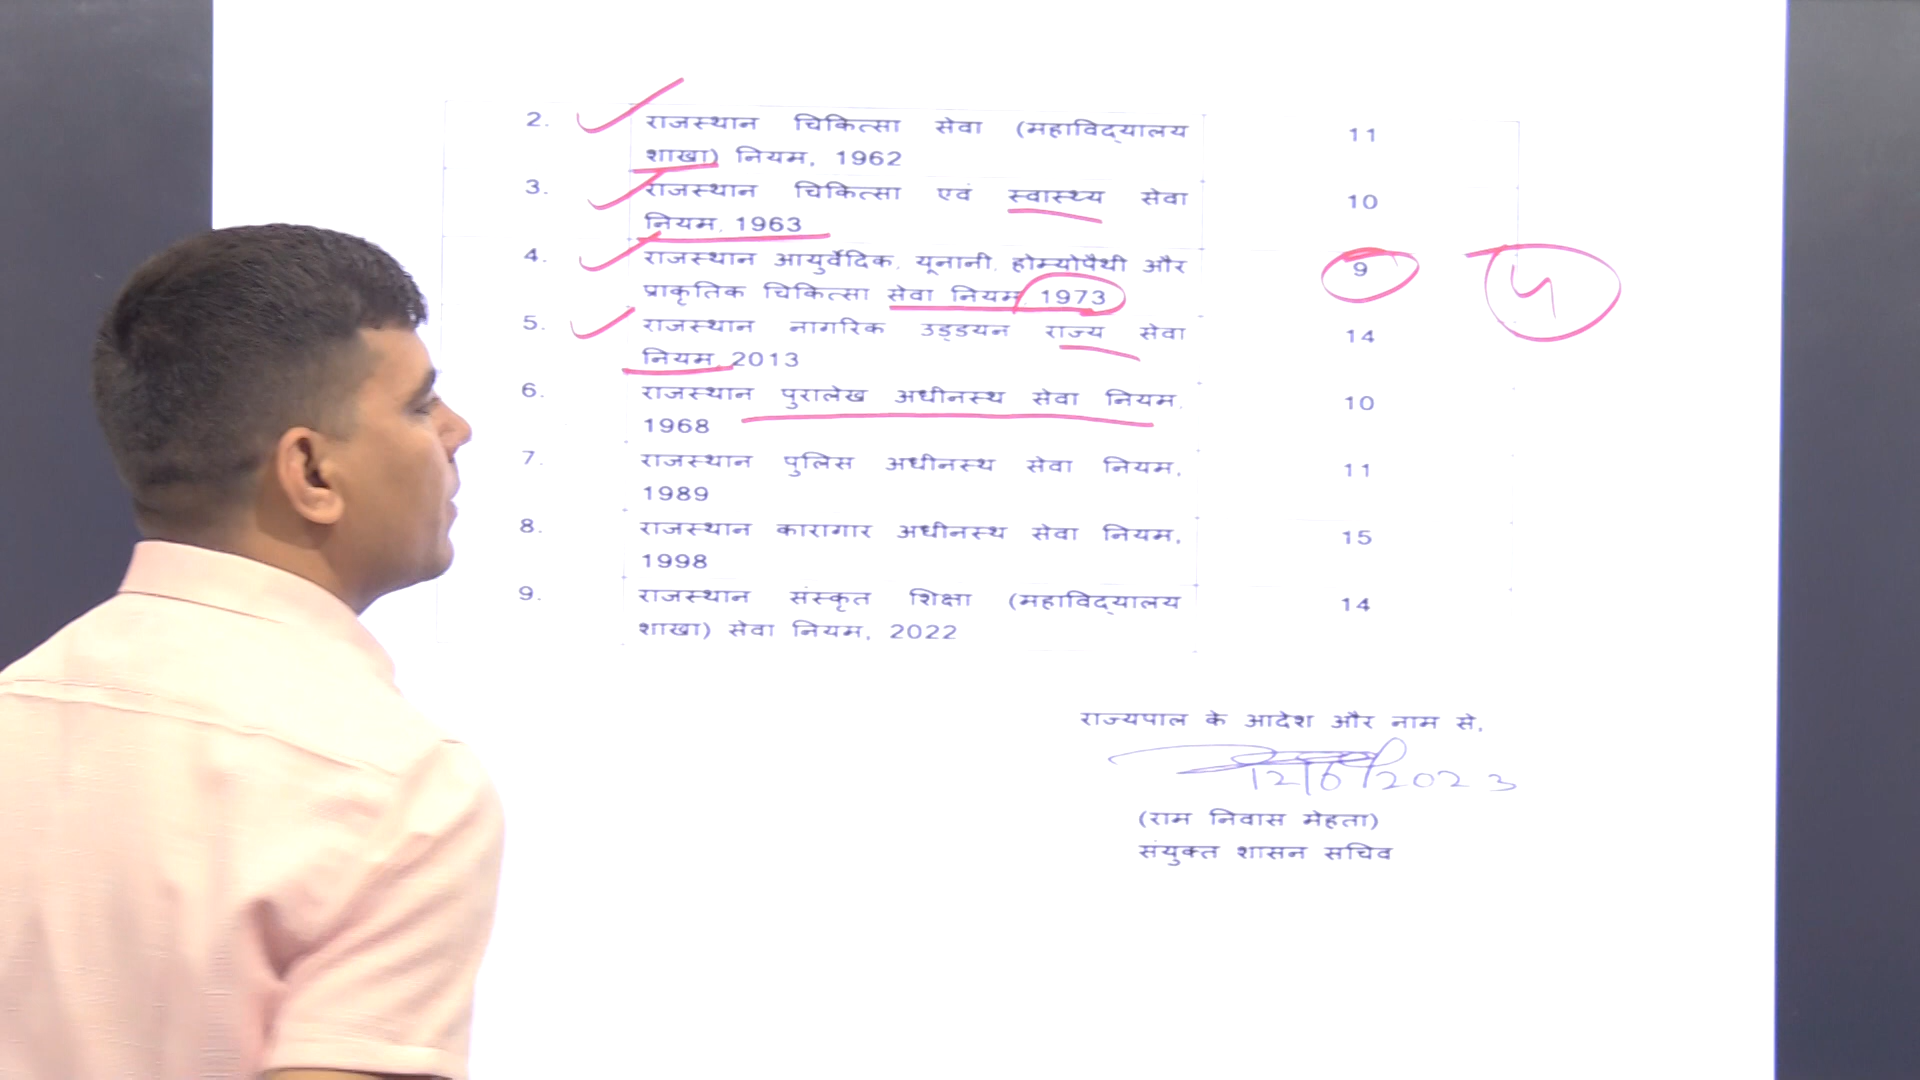 2. राजस्थान चिकित्सा सेवा (महाविद्यालय 11
शाखा) नियम, 1962
3. राजस्थान चिकित्सा एवं स्वास्थ्य सेवा 10
नियम, 1963
4. राजस्थान आयुर्वेदिक, यूनानी, होम्योपैथी और 9
प्राकृतिक चिकित्सा सेवा नियम, 1973
5. राजस्थान नागरिक उड्डयन राज्य सेवा 14
नियम, 2013
6. राजस्थान पुरालेख अधीनस्थ सेवा नियम, 10
1968
7. राजस्थान पुलिस अधीनस्थ सेवा नियम, 11
1989
8. राजस्थान कारागार अधीनस्थ सेवा नियम, 15
1998
9. राजस्थान संस्कृत शिक्षा (महाविद्यालय 14
शाखा) सेवा नियम, 2022
राज्यपाल के आदेश और नाम से,
12/6/2023
(राम निवास मेहता)
संयुक्त शासन सचिव